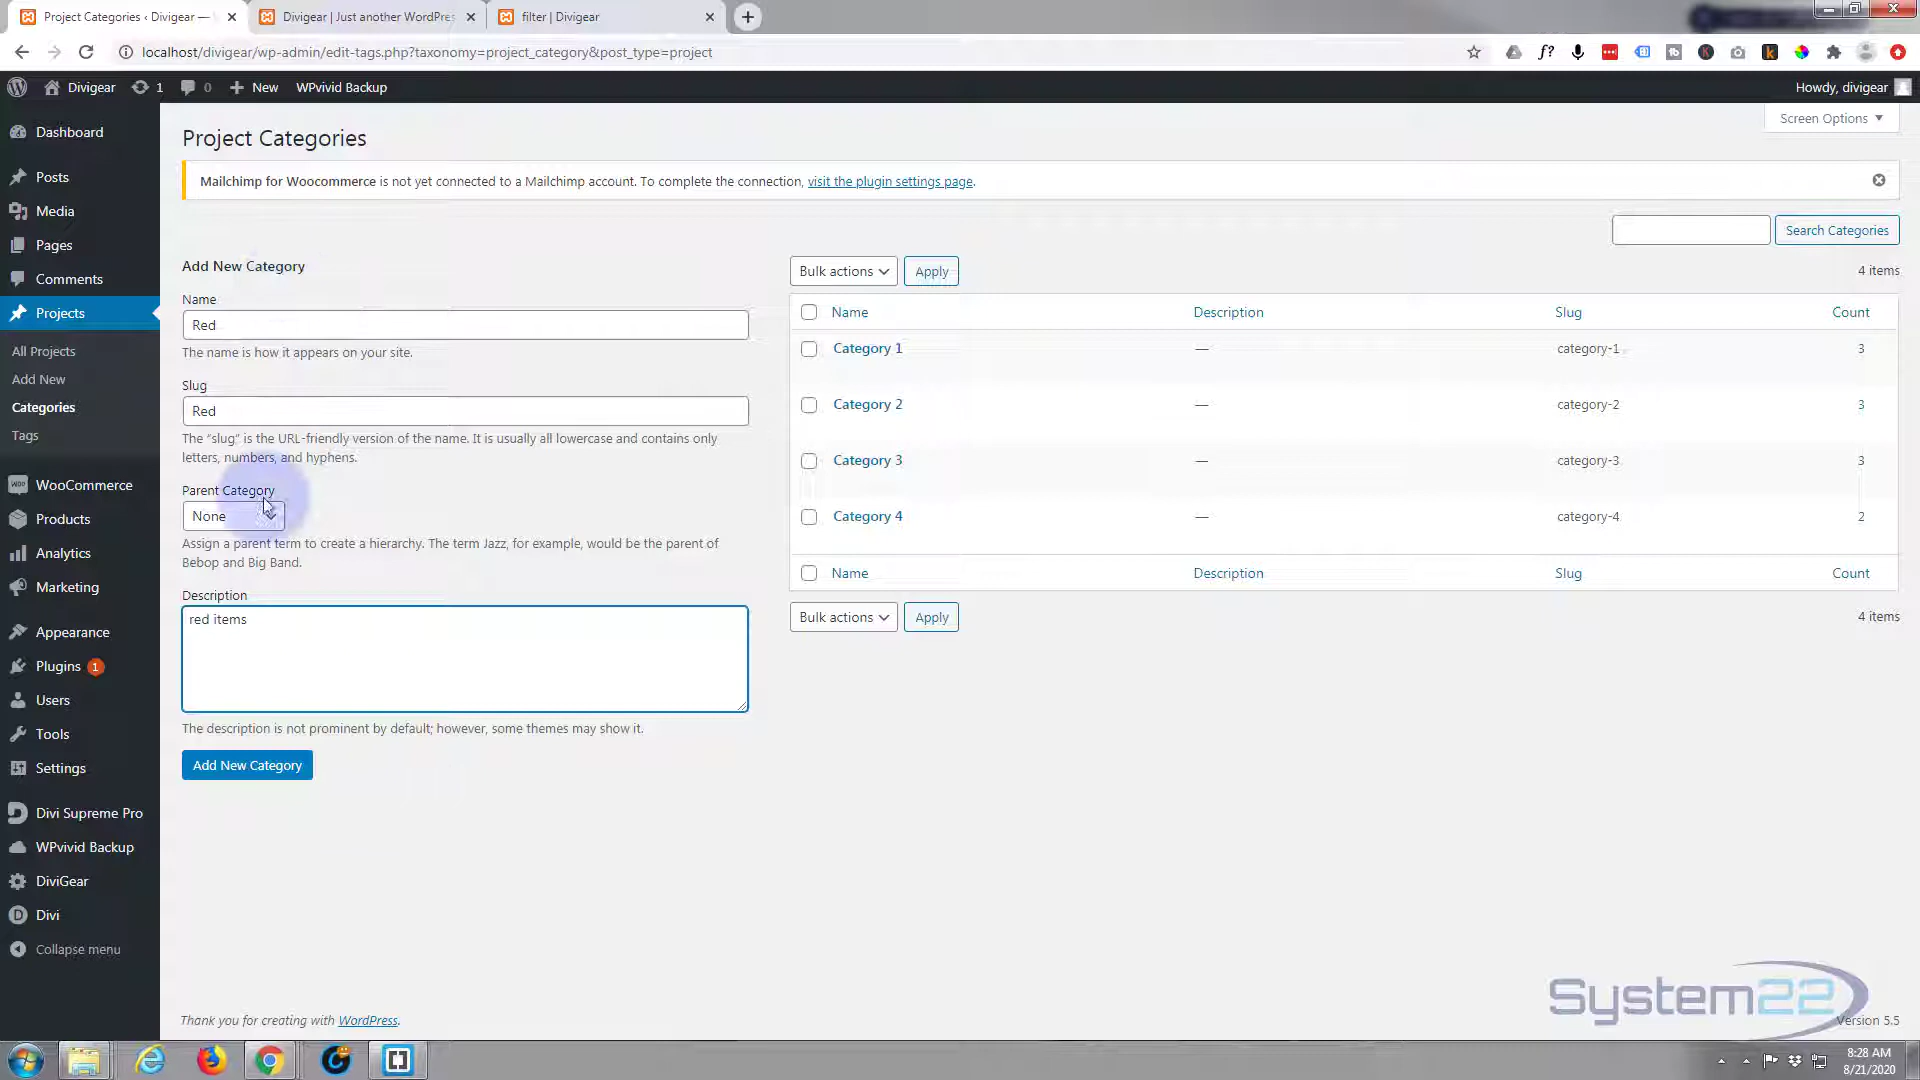 Project Categories ‹ Divigear —
Divigear | Just another WordPres
filter | Divigear
localhost/divigear/wp-admin/edit-tags.php?taxonomy=project_category&post_type=project
Divigear
1
0
New
WPvivid Backup
Howdy, divigear
Screen Options
Dashboard
Posts
Media
Pages
Comments
Projects
All Projects
Add New
Categories
Tags
WooCommerce
Products
Analytics
Marketing
Appearance
Plugins 1
Users
Tools
Settings
Divi Supreme Pro
WPvivid Backup
DiviGear
Divi
Collapse menu
Project Categories
Mailchimp for Woocommerce is not yet connected to a Mailchimp account. To complete the connection, visit the plugin settings page.
Search Categories
Add New Category
Name
Red
The name is how it appears on your site.
Slug
Red
The “slug” is the URL-friendly version of the name. It is usually all lowercase and contains only
letters, numbers, and hyphens.
Parent Category
None
Assign a parent term to create a hierarchy. The term Jazz, for example, would be the parent of
Bebop and Big Band.
Description
red items
The description is not prominent by default; however, some themes may show it.
Add New Category
Bulk actions Apply 4 items
Name Description Slug Count
Category 1 — category-1 3
Category 2 — category-2 3
Category 3 — category-3 3
Category 4 — category-4 2
Name Description Slug Count
Bulk actions Apply 4 items
Thank you for creating with WordPress.
System22
Version 5.5
8:28 AM
8/21/2020